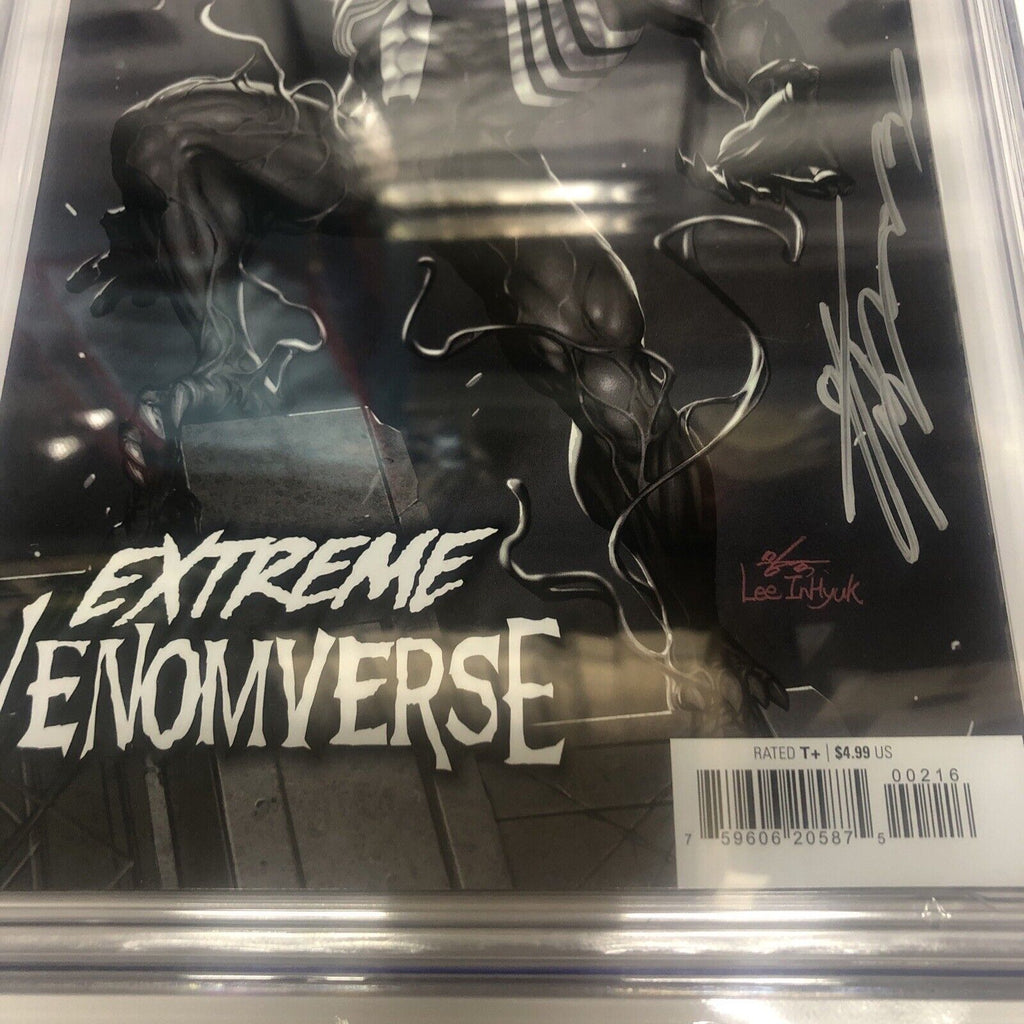 Lee InHyuk
EXTREME
VENOMVERSE
RATED T+ | $4.99 US
00216
7 59606 20587 5